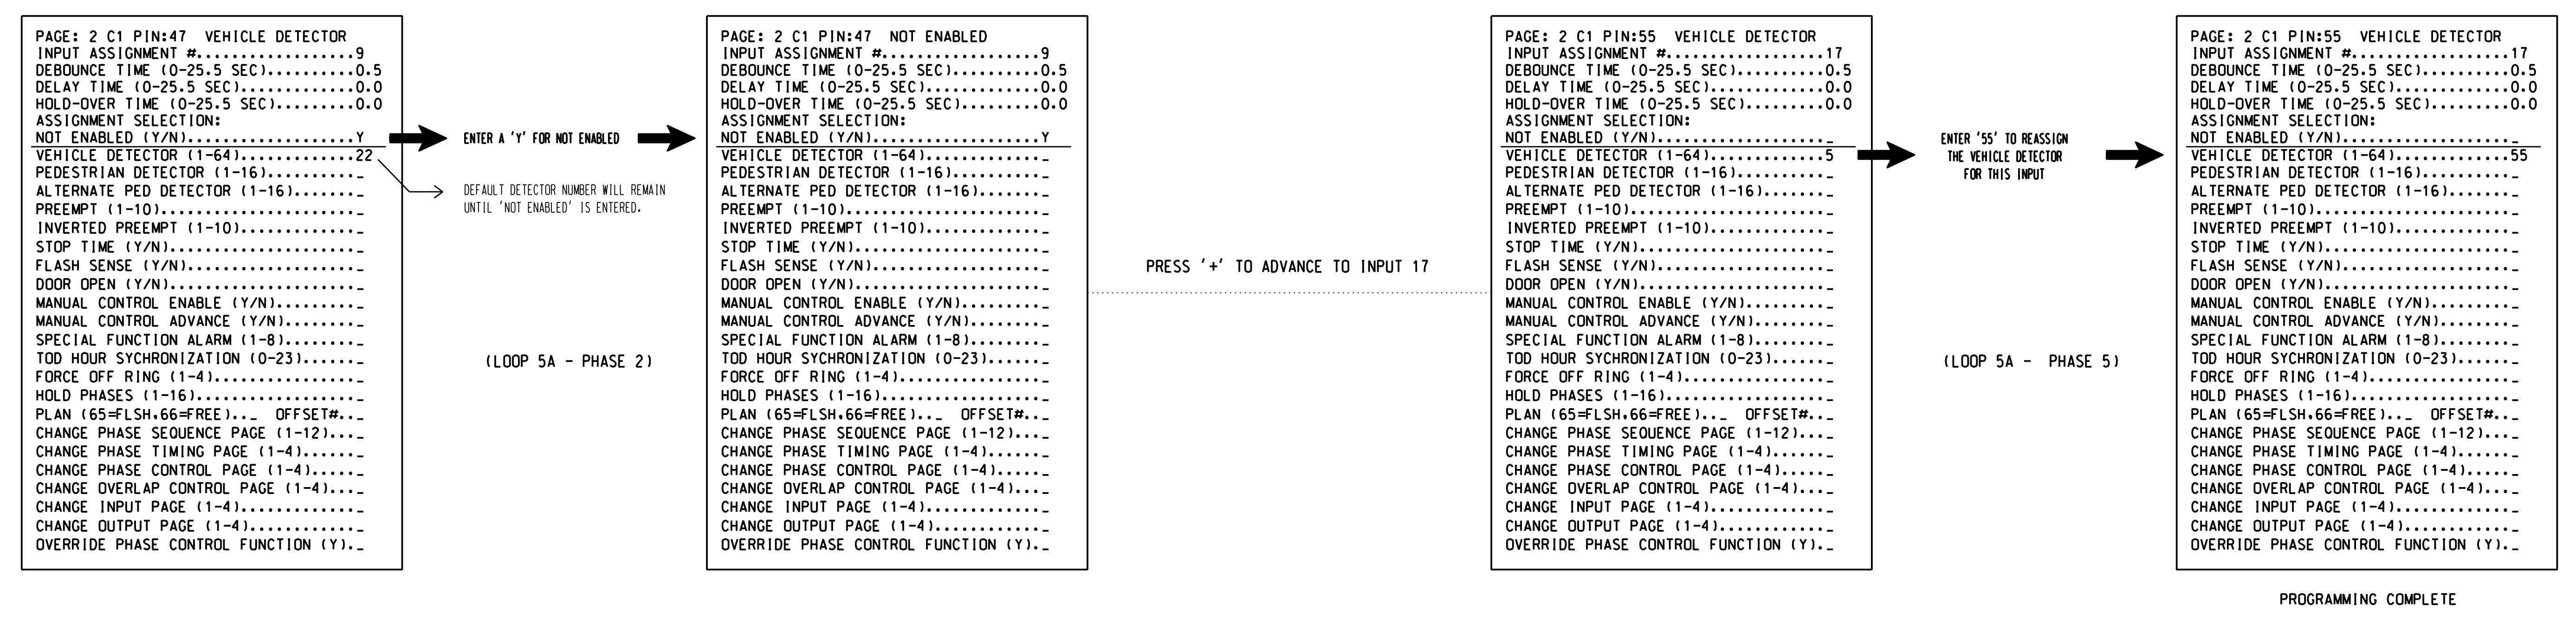 PAGE: 2 C1 PIN:47 VEHICLE DETECTOR
INPUT ASSIGNMENT #...................9
DEBOUNCE TIME (0-25.5 SEC)..........0.5
DELAY TIME (0-25.5 SEC).............0.0
HOLD-OVER TIME (0-25.5 SEC).........0.0
ASSIGNMENT SELECTION:
NOT ENABLED (Y/N)....................Y
VEHICLE DETECTOR (1-64).............22
PEDESTRIAN DETECTOR (1-16)..........._
ALTERNATE PED DETECTOR (1-16)........_
PREEMPT (1-10)......................._
INVERTED PREEMPT (1-10).............._
STOP TIME (Y/N)......................_
FLASH SENSE (Y/N)...................._
DOOR OPEN (Y/N)......................_
MANUAL CONTROL ENABLE (Y/N).........._
MANUAL CONTROL ADVANCE (Y/N)........._
SPECIAL FUNCTION ALARM (1-8)........._
TOD HOUR SYCHRONIZATION (0-23)......._
FORCE OFF RING (1-4)................._
HOLD PHASES (1-16)..................._
PLAN (65=FLSH,66=FREE).._ OFFSET#.._
CHANGE PHASE SEQUENCE PAGE (1-12)..._
CHANGE PHASE TIMING PAGE (1-4)......_
CHANGE PHASE CONTROL PAGE (1-4)....._
CHANGE OVERLAP CONTROL PAGE (1-4)..._
CHANGE INPUT PAGE (1-4)............._
CHANGE OUTPUT PAGE (1-4)............_
OVERRIDE PHASE CONTROL FUNCTION (Y)._
ENTER A 'Y' FOR NOT ENABLED
DEFAULT DETECTOR NUMBER WILL REMAIN
UNTIL 'NOT ENABLED' IS ENTERED.
(LOOP 5A - PHASE 2)
PAGE: 2 C1 PIN:47 NOT ENABLED
INPUT ASSIGNMENT #...................9
DEBOUNCE TIME (0-25.5 SEC)..........0.5
DELAY TIME (0-25.5 SEC).............0.0
HOLD-OVER TIME (0-25.5 SEC).........0.0
ASSIGNMENT SELECTION:
NOT ENABLED (Y/N)....................Y
VEHICLE DETECTOR (1-64).............._
PEDESTRIAN DETECTOR (1-16)..........._
ALTERNATE PED DETECTOR (1-16)........_
PREEMPT (1-10)......................._
INVERTED PREEMPT (1-10).............._
STOP TIME (Y/N)......................_
FLASH SENSE (Y/N)...................._
DOOR OPEN (Y/N)......................_
MANUAL CONTROL ENABLE (Y/N).........._
MANUAL CONTROL ADVANCE (Y/N)........._
SPECIAL FUNCTION ALARM (1-8)........._
TOD HOUR SYCHRONIZATION (0-23)......._
FORCE OFF RING (1-4)................._
HOLD PHASES (1-16)..................._
PLAN (65=FLSH,66=FREE).._ OFFSET#.._
CHANGE PHASE SEQUENCE PAGE (1-12)..._
CHANGE PHASE TIMING PAGE (1-4)......_
CHANGE PHASE CONTROL PAGE (1-4)....._
CHANGE OVERLAP CONTROL PAGE (1-4)..._
CHANGE INPUT PAGE (1-4)............._
CHANGE OUTPUT PAGE (1-4)............_
OVERRIDE PHASE CONTROL FUNCTION (Y)._
PRESS '+' TO ADVANCE TO INPUT 17
PAGE: 2 C1 PIN:55 VEHICLE DETECTOR
INPUT ASSIGNMENT #..................17
DEBOUNCE TIME (0-25.5 SEC)..........0.5
DELAY TIME (0-25.5 SEC).............0.0
HOLD-OVER TIME (0-25.5 SEC).........0.0
ASSIGNMENT SELECTION:
NOT ENABLED (Y/N)...................._
VEHICLE DETECTOR (1-64)..............5
PEDESTRIAN DETECTOR (1-16)..........._
ALTERNATE PED DETECTOR (1-16)........_
PREEMPT (1-10)......................._
INVERTED PREEMPT (1-10).............._
STOP TIME (Y/N)......................_
FLASH SENSE (Y/N)...................._
DOOR OPEN (Y/N)......................_
MANUAL CONTROL ENABLE (Y/N).........._
MANUAL CONTROL ADVANCE (Y/N)........._
SPECIAL FUNCTION ALARM (1-8)........._
TOD HOUR SYCHRONIZATION (0-23)......._
FORCE OFF RING (1-4)................._
HOLD PHASES (1-16)..................._
PLAN (65=FLSH,66=FREE).._ OFFSET#.._
CHANGE PHASE SEQUENCE PAGE (1-12)..._
CHANGE PHASE TIMING PAGE (1-4)......_
CHANGE PHASE CONTROL PAGE (1-4)....._
CHANGE OVERLAP CONTROL PAGE (1-4)..._
CHANGE INPUT PAGE (1-4)............._
CHANGE OUTPUT PAGE (1-4)............_
OVERRIDE PHASE CONTROL FUNCTION (Y)._
ENTER '55' TO REASSIGN
THE VEHICLE DETECTOR
FOR THIS INPUT
(LOOP 5A - PHASE 5)
PAGE: 2 C1 PIN:55 VEHICLE DETECTOR
INPUT ASSIGNMENT #..................17
DEBOUNCE TIME (0-25.5 SEC)..........0.5
DELAY TIME (0-25.5 SEC).............0.0
HOLD-OVER TIME (0-25.5 SEC).........0.0
ASSIGNMENT SELECTION:
NOT ENABLED (Y/N)...................._
VEHICLE DETECTOR (1-64).............55
PEDESTRIAN DETECTOR (1-16)..........._
ALTERNATE PED DETECTOR (1-16)........_
PREEMPT (1-10)......................._
INVERTED PREEMPT (1-10).............._
STOP TIME (Y/N)......................_
FLASH SENSE (Y/N)...................._
DOOR OPEN (Y/N)......................_
MANUAL CONTROL ENABLE (Y/N).........._
MANUAL CONTROL ADVANCE (Y/N)........._
SPECIAL FUNCTION ALARM (1-8)........._
TOD HOUR SYCHRONIZATION (0-23)......._
FORCE OFF RING (1-4)................._
HOLD PHASES (1-16)..................._
PLAN (65=FLSH,66=FREE).._ OFFSET#.._
CHANGE PHASE SEQUENCE PAGE (1-12)..._
CHANGE PHASE TIMING PAGE (1-4)......_
CHANGE PHASE CONTROL PAGE (1-4)....._
CHANGE OVERLAP CONTROL PAGE (1-4)..._
CHANGE INPUT PAGE (1-4)............._
CHANGE OUTPUT PAGE (1-4)............_
OVERRIDE PHASE CONTROL FUNCTION (Y)._
PROGRAMMING COMPLETE